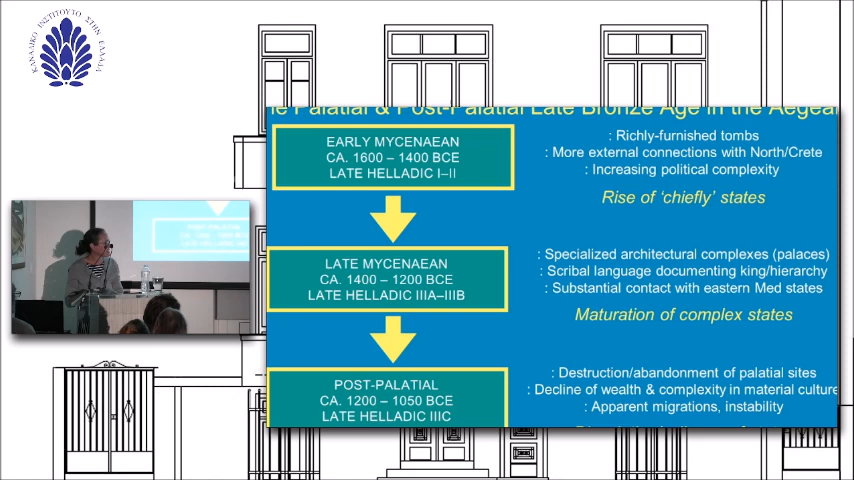 ΚΑΝΑΔΙΚΟ ΙΝΣΤΙΤΟΥΤΟ ΣΤΗΝ ΕΛΛΑΔΑ
Palatial & Post-Palatial Late Bronze Age in the Aegean
EARLY MYCENAEAN
CA. 1600 – 1400 BCE
LATE HELLADIC I–II
: Richly-furnished tombs
: More external connections with North/Crete
: Increasing political complexity
Rise of ‘chiefly’ states
LATE MYCENAEAN
CA. 1400 – 1200 BCE
LATE HELLADIC IIIA–IIIB
: Specialized architectural complexes (palaces)
: Scribal language documenting king/hierarchy
: Substantial contact with eastern Med states
Maturation of complex states
POST-PALATIAL
CA. 1200 – 1050 BCE
LATE HELLADIC IIIC
: Destruction/abandonment of palatial sites
: Decline of wealth & complexity in material culture
: Apparent migrations, instability